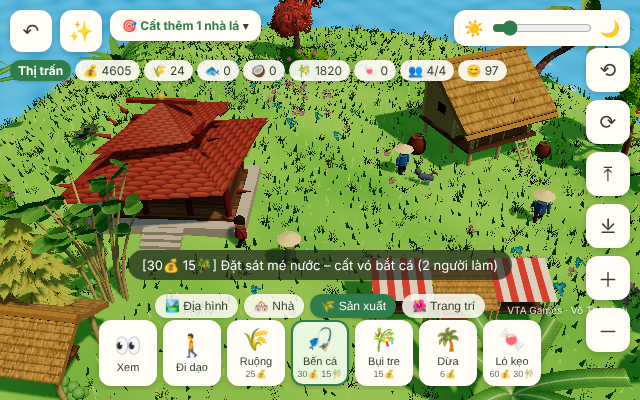 Cất thêm 1 nhà lá ▾
Thị trấn 4605 24 0 0 1820 0 4/4 97
[30💰 15🎋] Đặt sát mé nước – cất vó bắt cá (2 người làm)
Địa hình Nhà Sản xuất Trang trí
VTA Games - Võ
Xem Đi dạo Ruộng Bến cá Bụi tre Dừa Lò kẹo
25💰 30💰 15🎋 15💰 6💰 60💰 30🎋